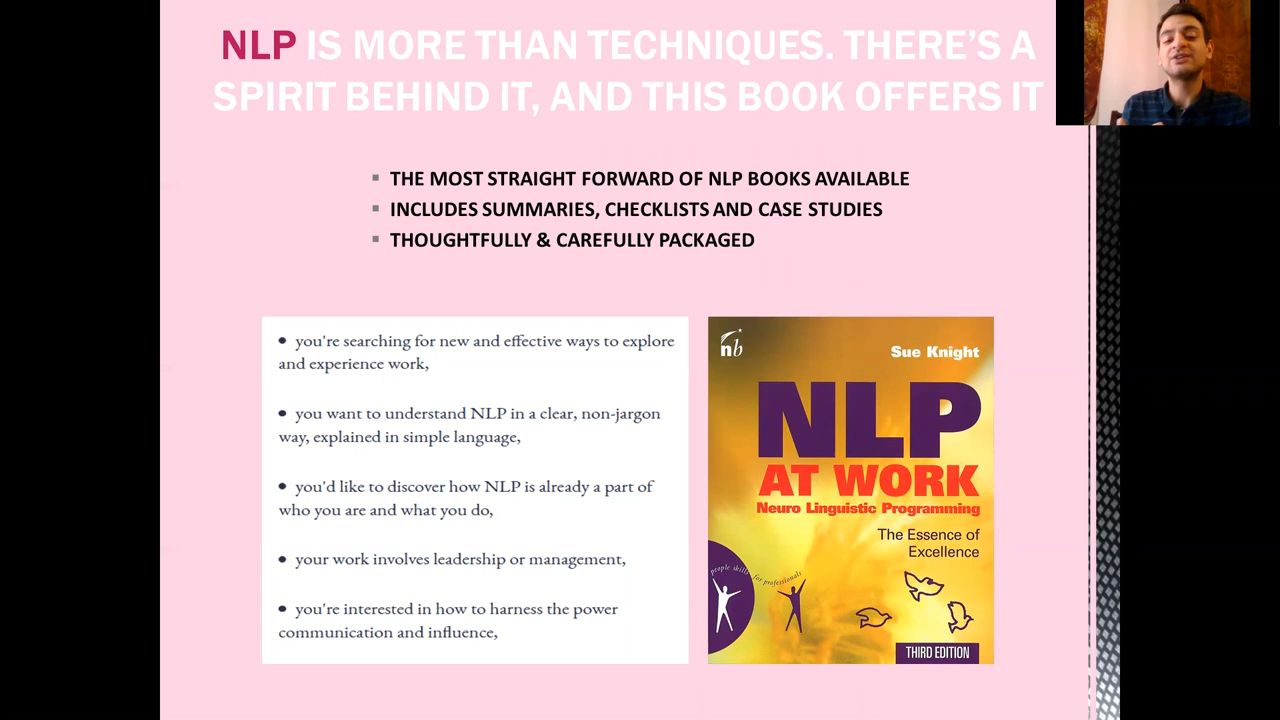 NLP IS MORE THAN TECHNIQUES. THERE'S A
SPIRIT BEHIND IT, AND THIS BOOK OFFERS IT
▪ THE MOST STRAIGHT FORWARD OF NLP BOOKS AVAILABLE
▪ INCLUDES SUMMARIES, CHECKLISTS AND CASE STUDIES
▪ THOUGHTFULLY & CAREFULLY PACKAGED
• you're searching for new and effective ways to explore
and experience work,
• you want to understand NLP in a clear, non-jargon
way, explained in simple language,
• you'd like to discover how NLP is already a part of
who you are and what you do,
• your work involves leadership or management,
• you're interested in how to harness the power
communication and influence,
nb
Sue Knight
NLP
AT WORK
Neuro Linguistic Programming
The Essence of
Excellence
people skills for professionals
THIRD EDITION